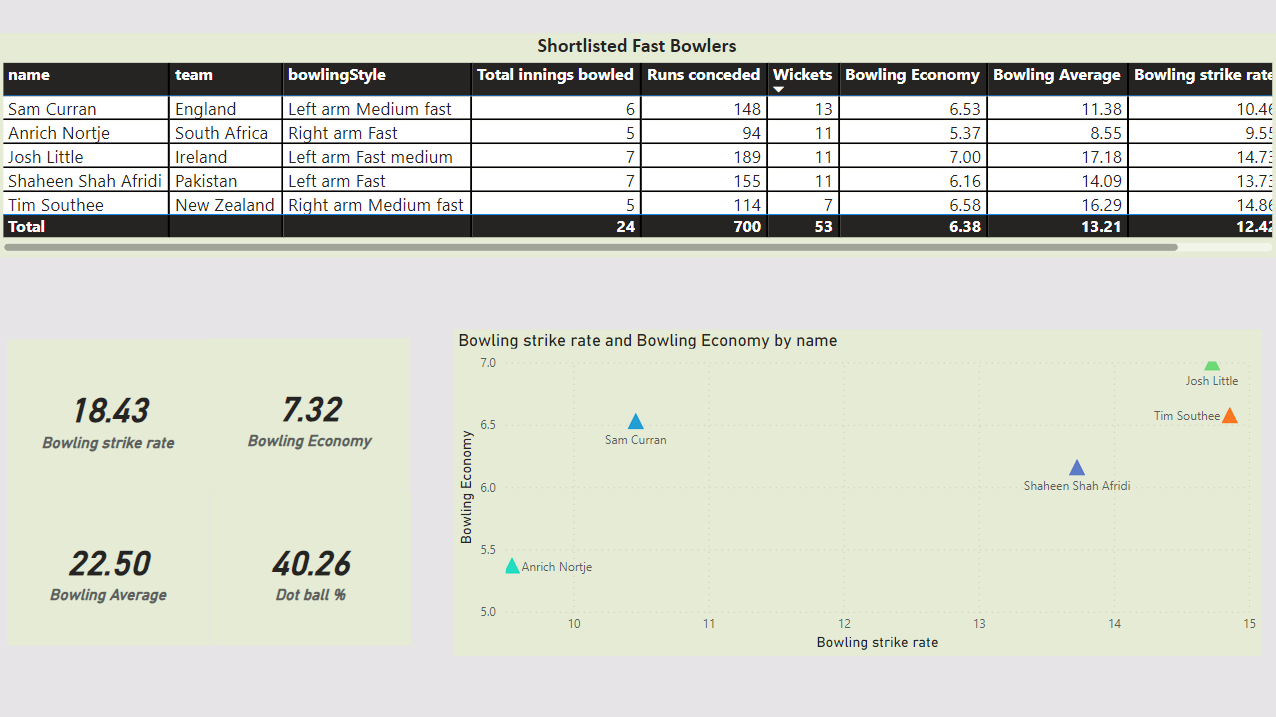 Shortlisted Fast Bowlers
name team bowlingStyle Total innings bowled Runs conceded Wickets Bowling Economy Bowling Average Bowling strike rate
Sam Curran England Left arm Medium fast 6 148 13 6.53 11.38 10.46
Anrich Nortje South Africa Right arm Fast 5 94 11 5.37 8.55 9.55
Josh Little Ireland Left arm Fast medium 7 189 11 7.00 17.18 14.73
Shaheen Shah Afridi Pakistan Left arm Fast 7 155 11 6.16 14.09 13.73
Tim Southee New Zealand Right arm Medium fast 5 114 7 6.58 16.29 14.86
Total 24 700 53 6.38 13.21 12.42
18.43
Bowling strike rate
7.32
Bowling Economy
22.50
Bowling Average
40.26
Dot ball %
Bowling strike rate and Bowling Economy by name
Bowling Economy
7.0
6.5
6.0
5.5
5.0
Josh Little
Tim Southee
Sam Curran
Shaheen Shah Afridi
Anrich Nortje
10 11 12 13 14 15
Bowling strike rate